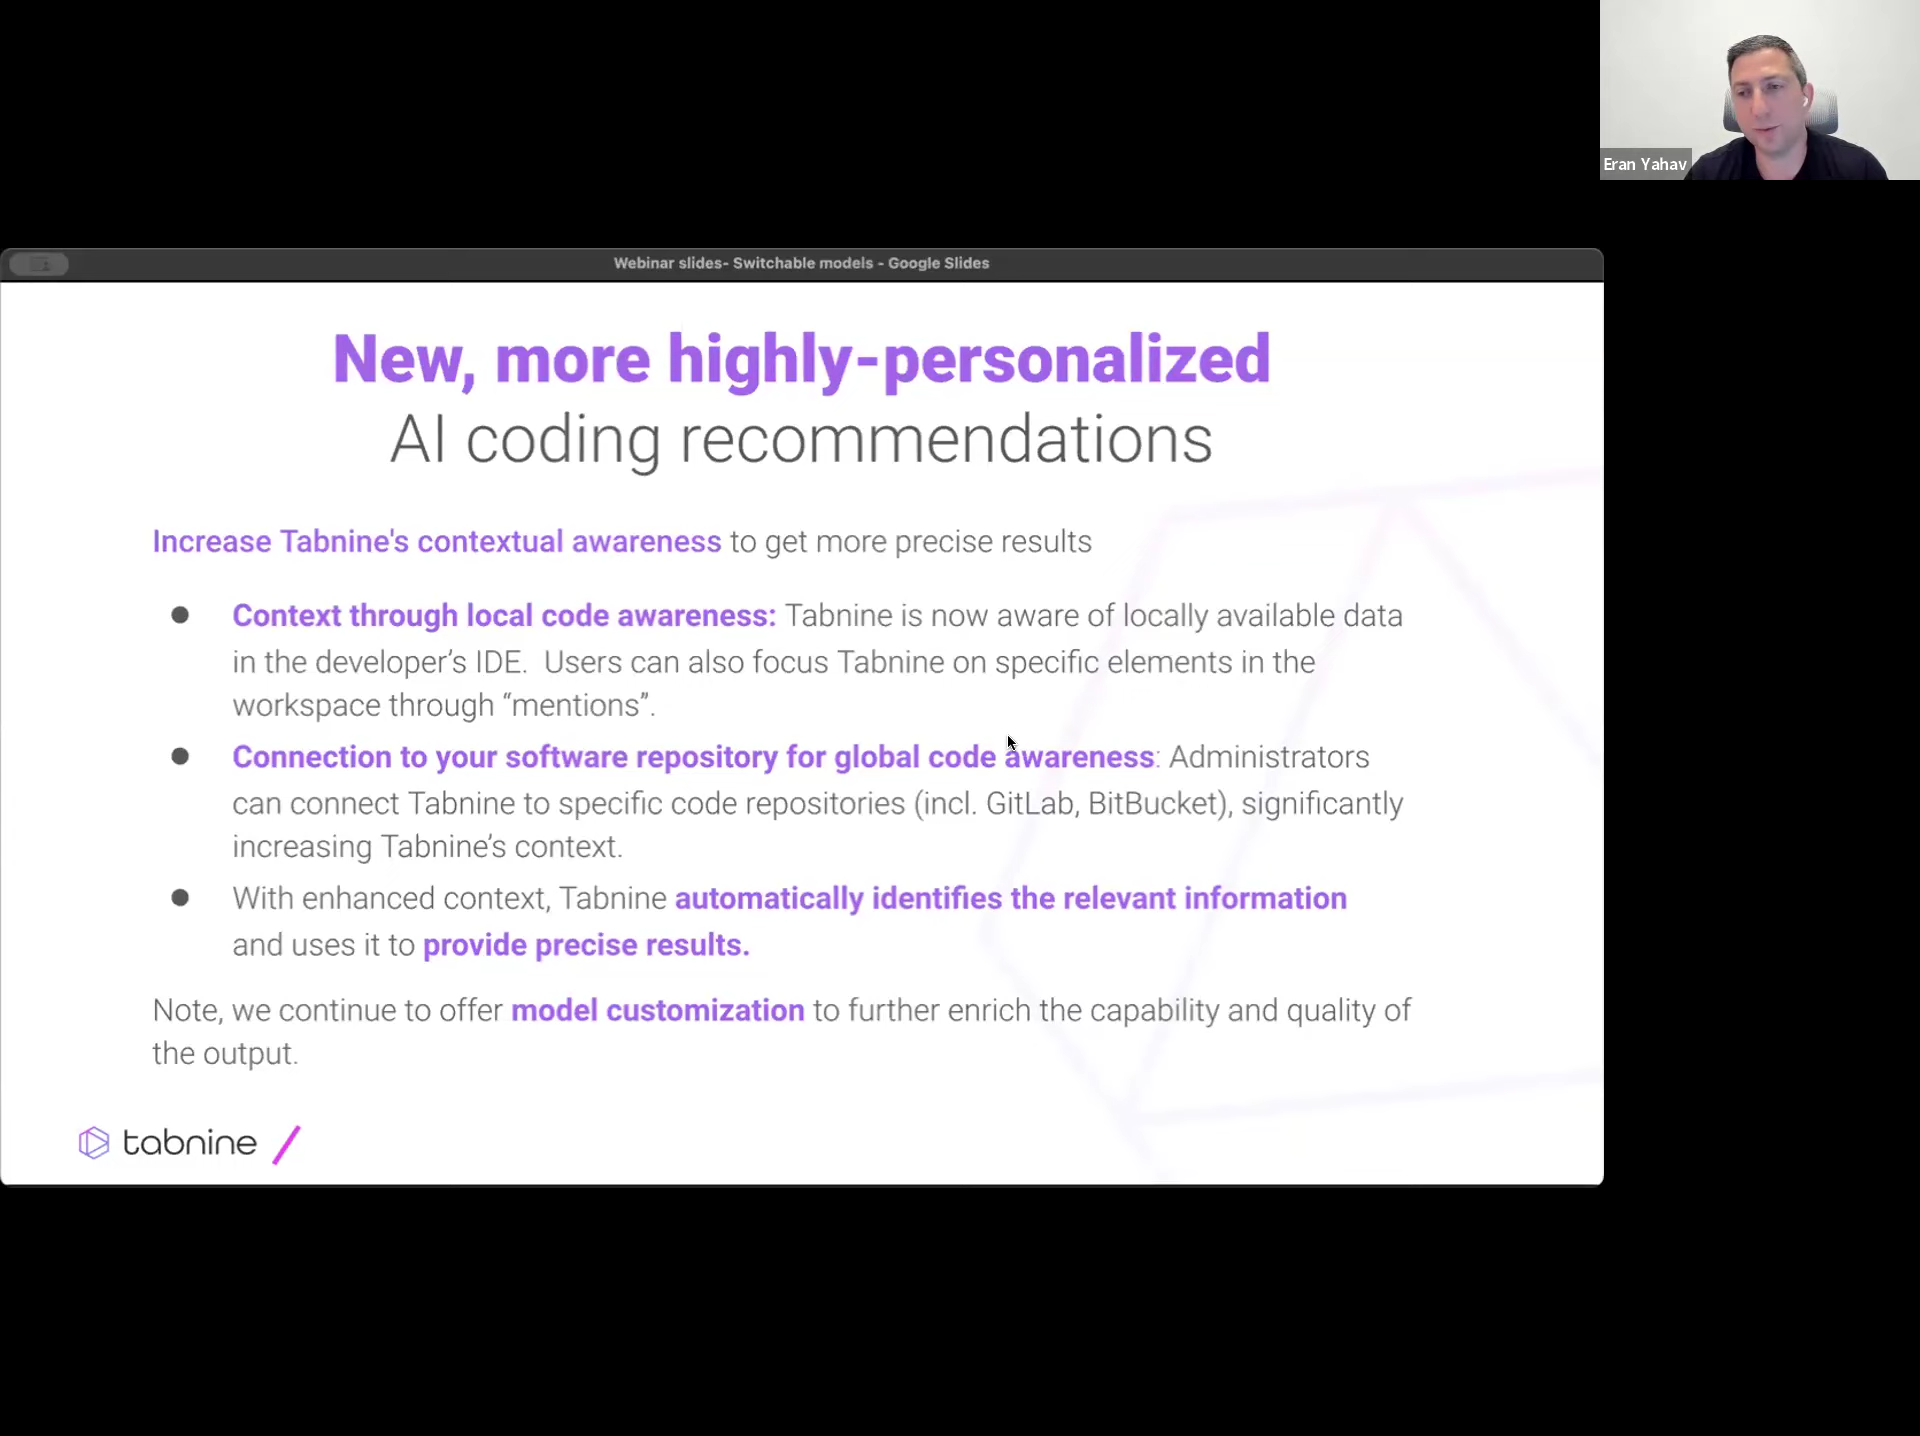 Eran Yahav
Webinar slides- Switchable models - Google Slides
New, more highly-personalized
AI coding recommendations
Increase Tabnine's contextual awareness to get more precise results
● Context through local code awareness: Tabnine is now aware of locally available data
in the developer’s IDE.  Users can also focus Tabnine on specific elements in the
workspace through “mentions”.
● Connection to your software repository for global code awareness: Administrators
can connect Tabnine to specific code repositories (incl. GitLab, BitBucket), significantly
increasing Tabnine’s context.
● With enhanced context, Tabnine automatically identifies the relevant information
and uses it to provide precise results.
Note, we continue to offer model customization to further enrich the capability and quality of
the output.
tabnine